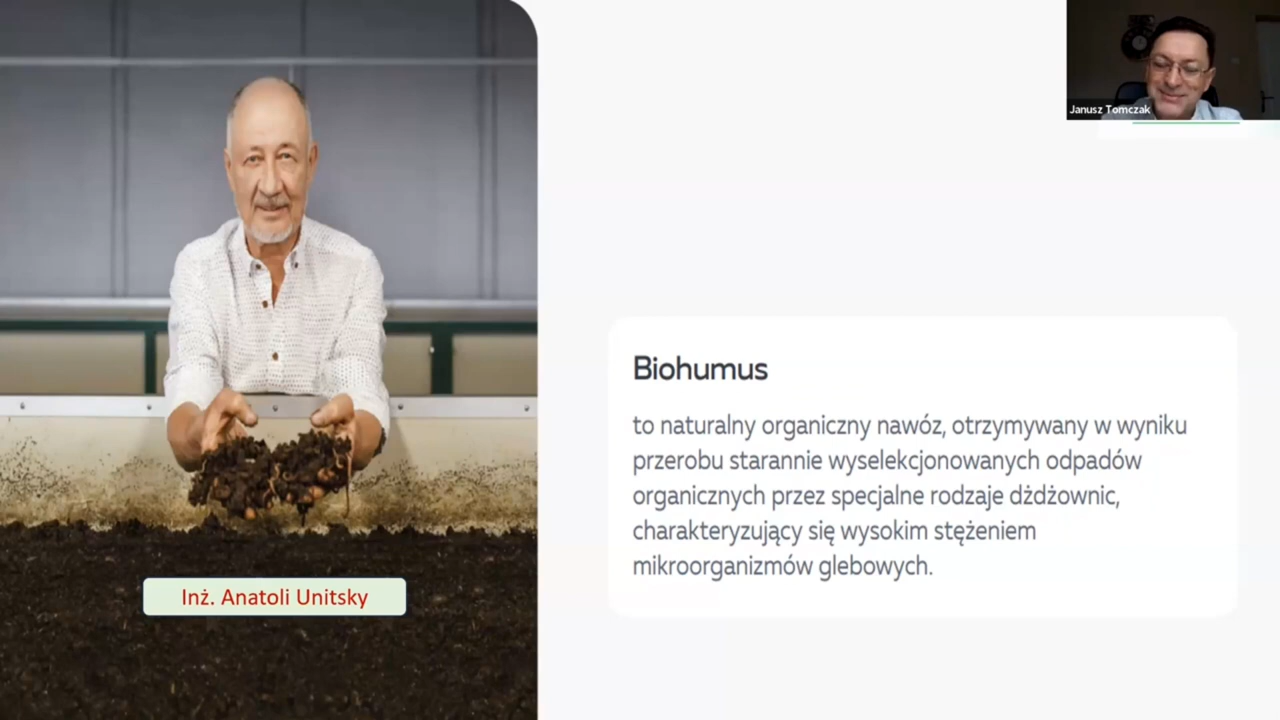 Janusz Tomczak
Biohumus
to naturalny organiczny nawóz, otrzymywany w wyniku
przerobu starannie wyselekcjonowanych odpadów
organicznych przez specjalne rodzaje dżdżownic,
charakteryzujący się wysokim stężeniem
mikroorganizmów glebowych.
Inż. Anatoli Unitsky